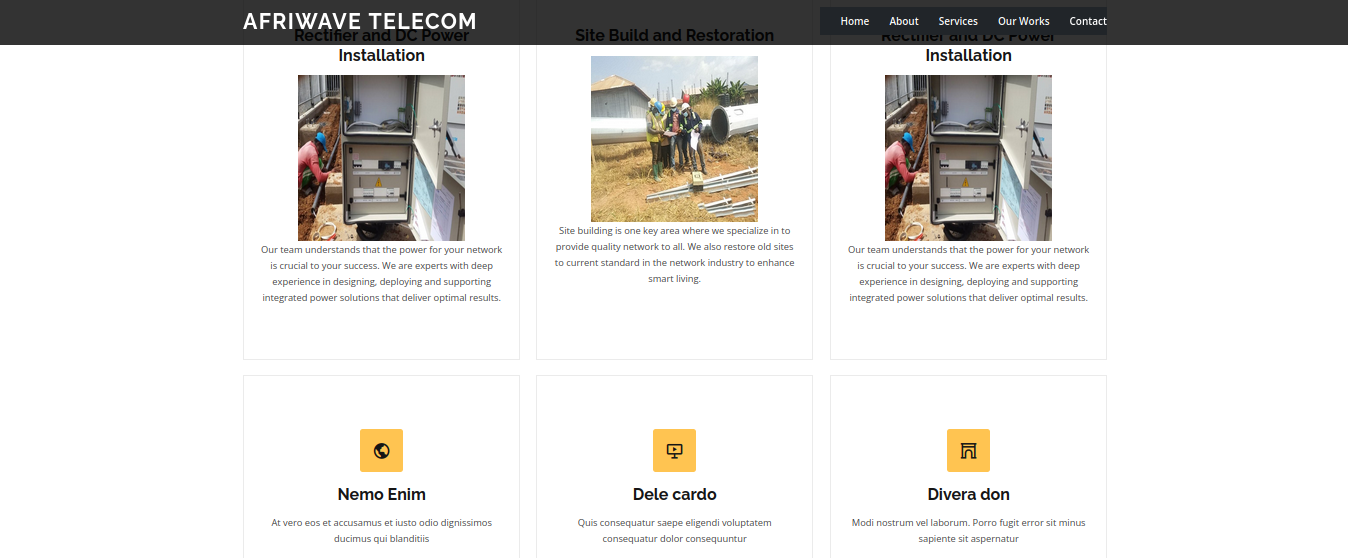 AFRIWAVE TELECOM
Home About Services Our Works Contact
Rectifier and DC Power
Installation
Our team understands that the power for your network
is crucial to your success. We are experts with deep
experience in designing, deploying and supporting
integrated power solutions that deliver optimal results.
Site Build and Restoration
Site building is one key area where we specialize in to
provide quality network to all. We also restore old sites
to current standard in the network industry to enhance
smart living.
Rectifier and DC Power
Installation
Our team understands that the power for your network
is crucial to your success. We are experts with deep
experience in designing, deploying and supporting
integrated power solutions that deliver optimal results.
Nemo Enim
At vero eos et accusamus et iusto odio dignissimos
ducimus qui blanditiis
Dele cardo
Quis consequatur saepe eligendi voluptatem
consequatur dolor consequuntur
Divera don
Modi nostrum vel laborum. Porro fugit error sit minus
sapiente sit aspernatur